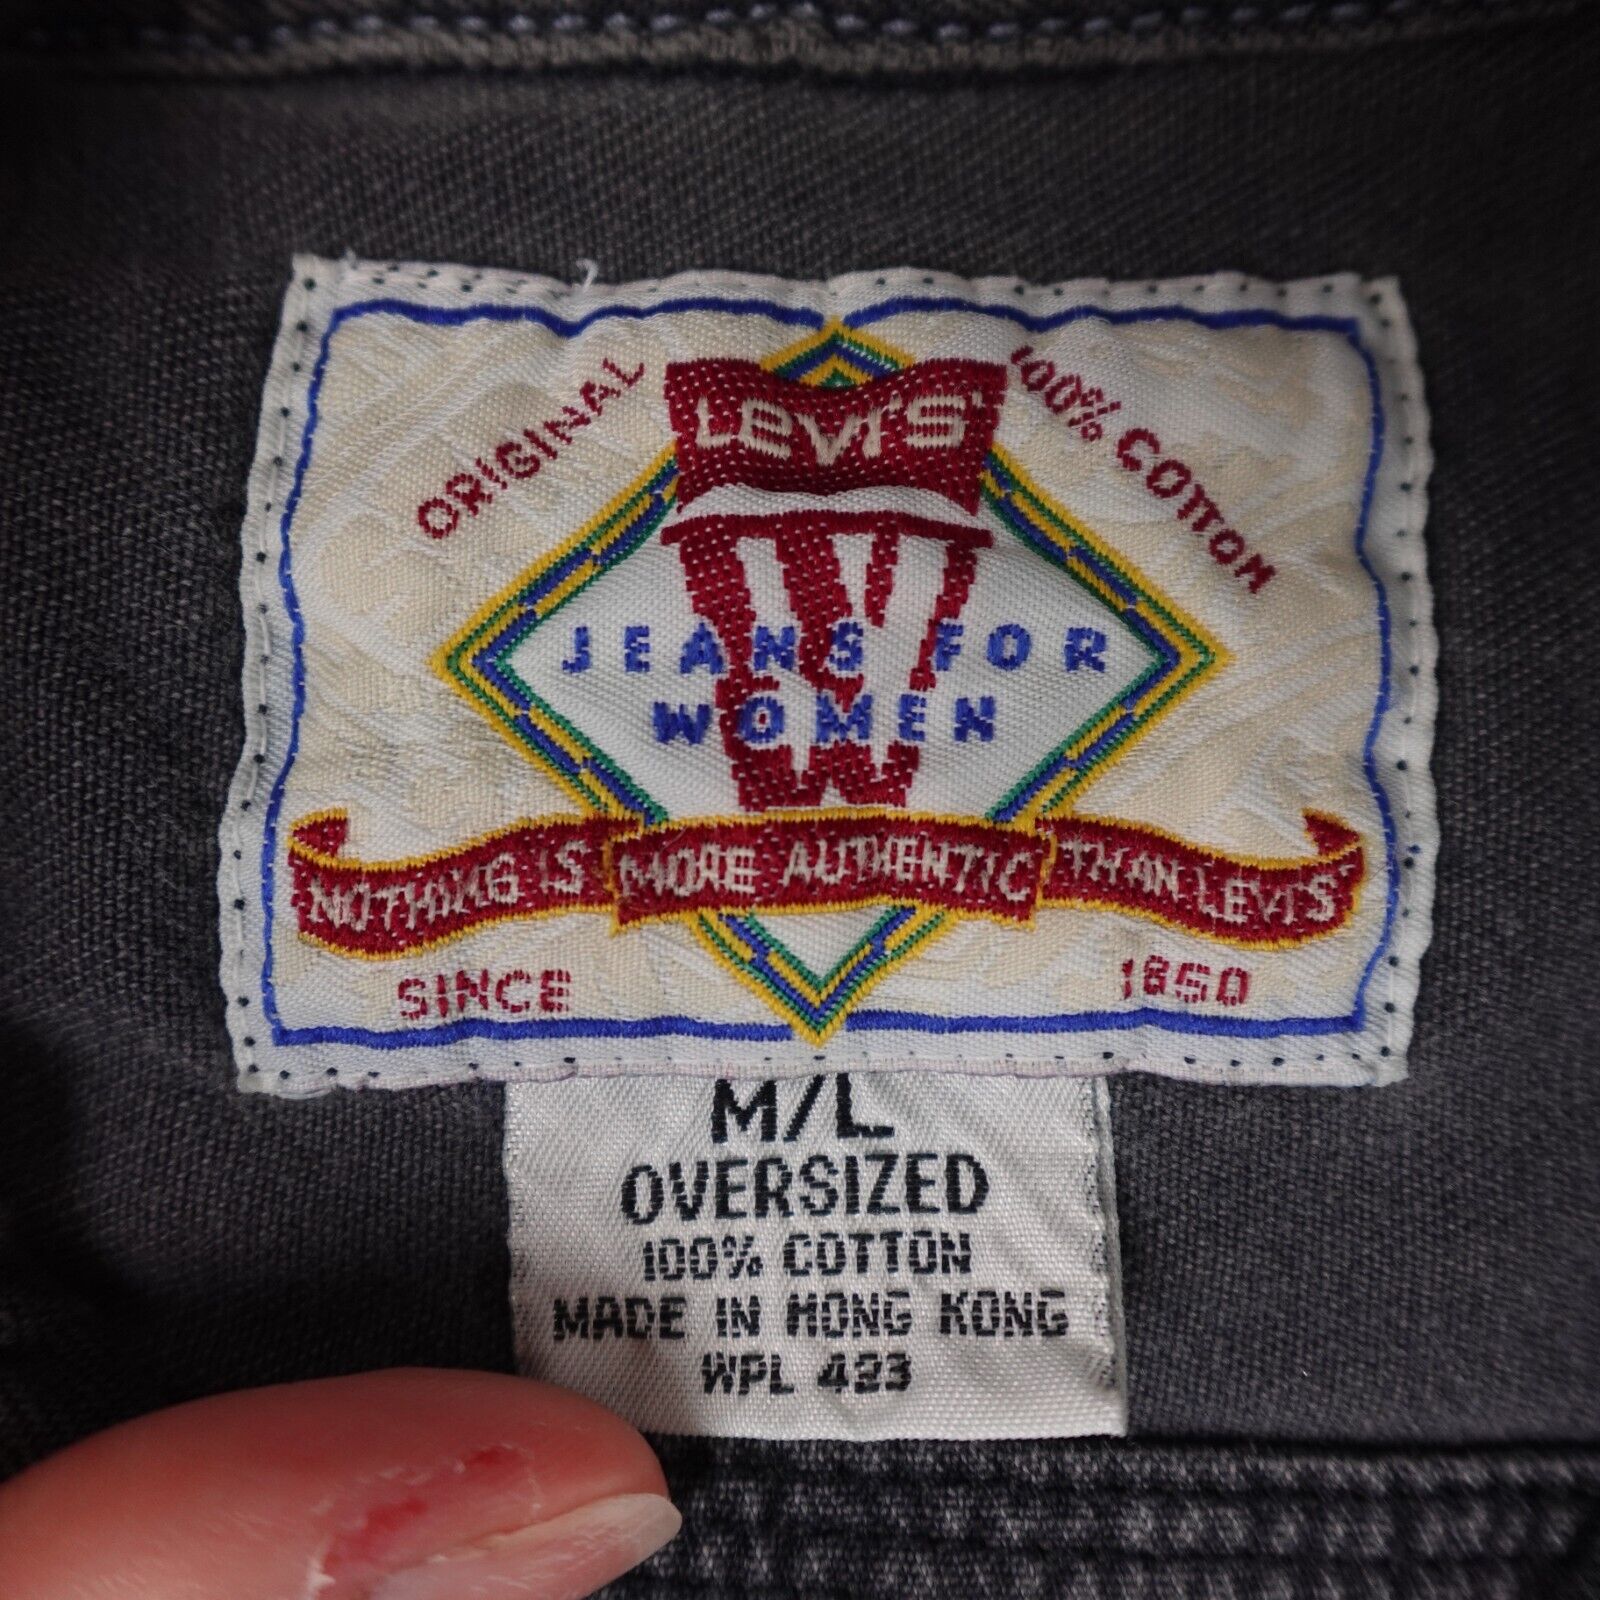 ORIGINAL
LEVI'S
100% COTTON
W
JEANS FOR
WOMEN
NOTHING IS MORE AUTHENTIC THAN LEVI'S
SINCE 1850
M/L
OVERSIZED
100% COTTON
MADE IN HONG KONG
WPL 423